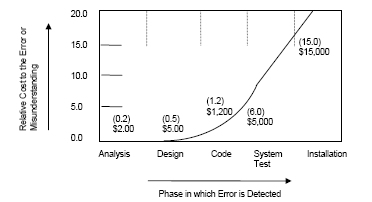 Relative Cost to the Error or
Misunderstanding
20.0
15.0
10.0
5.0
0.0
(0.2)
$2.00
(0.5)
$5.00
(1.2)
$1,200
(6.0)
$5,000
(15.0)
$15,000
Analysis
Design
Code
System
Test
Installation
Phase in which Error is Detected